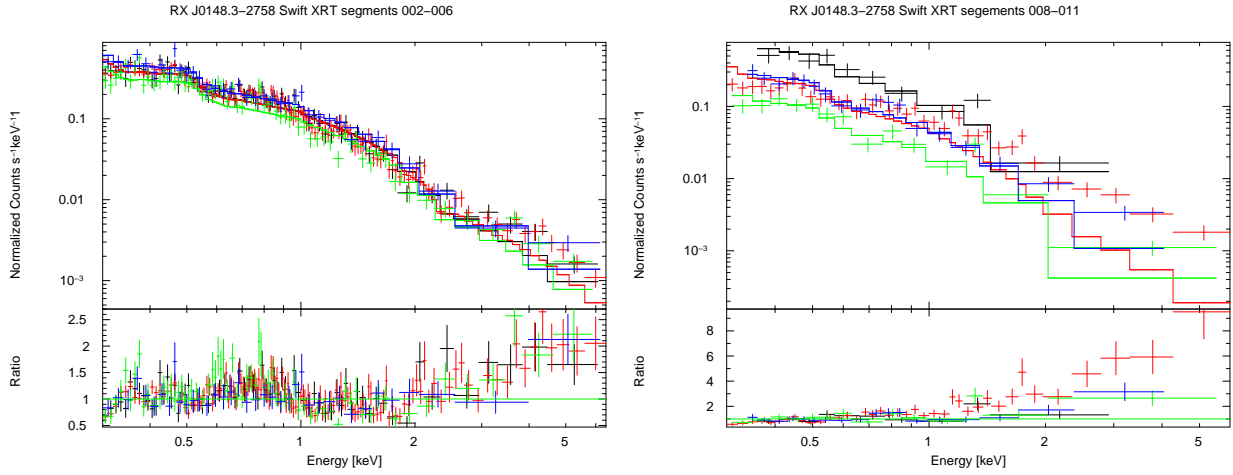 RX J0148.3−2758 Swift XRT segements 002−006
Normalized Counts s−1keV−11
0.1
0.01
10−3
Ratio
2.5
2
1.5
1
0.5
0.5
1
2
5
Energy [keV]
RX J0148.3−2758 Swift XRT segments 008−011
Normalized Counts s−1keV−11
0.1
0.01
10−3
Ratio
8
6
4
2
0.5
1
2
5
Energy [keV]